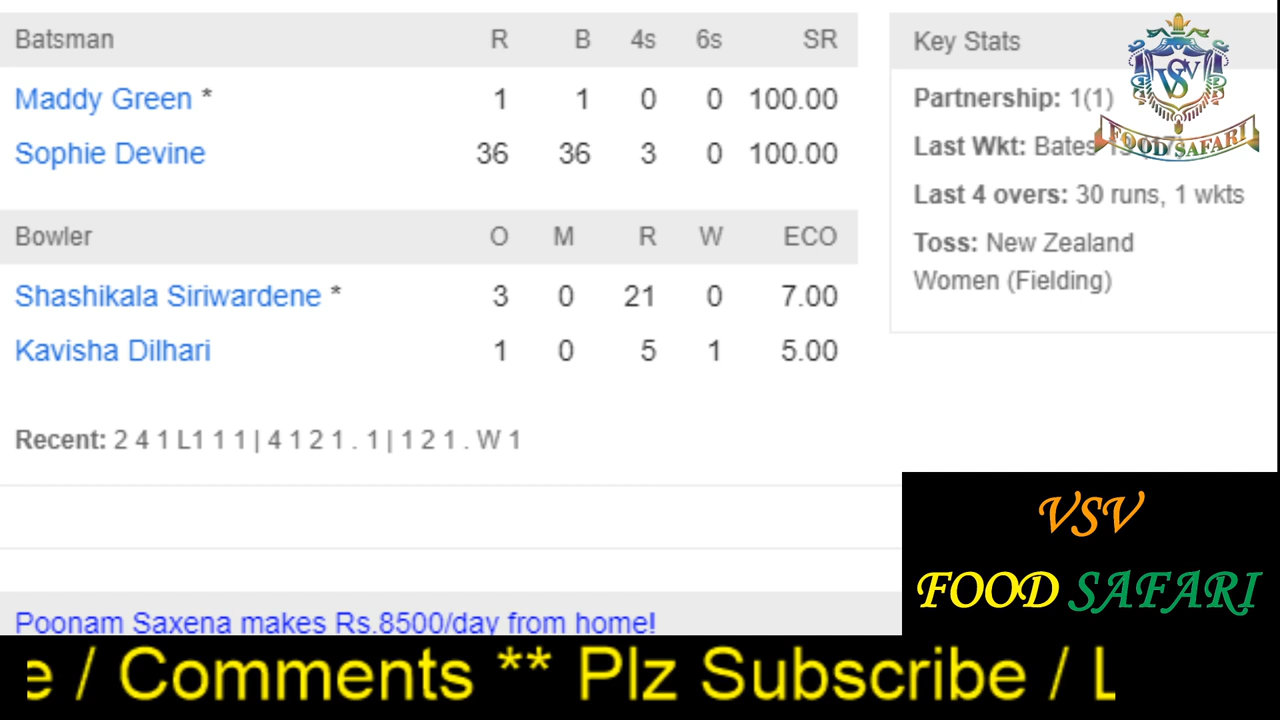 Batsman R B 4s 6s SR
Maddy Green * 1 1 0 0 100.00
Sophie Devine 36 36 3 0 100.00
Bowler O M R W ECO
Shashikala Siriwardene * 3 0 21 0 7.00
Kavisha Dilhari 1 0 5 1 5.00
Recent: 2 4 1 L1 1 1 | 4 1 2 1 . 1 | 1 2 1 . W 1
Key Stats
Partnership: 1(1)
Last Wkt: Bates
Last 4 overs: 30 runs, 1 wkts
Toss: New Zealand
Women (Fielding)
VSV
FOOD SAFARI
VSV
FOOD SAFARI
Poonam Saxena makes Rs.8500/day from home!
e / Comments ** Plz Subscribe / L